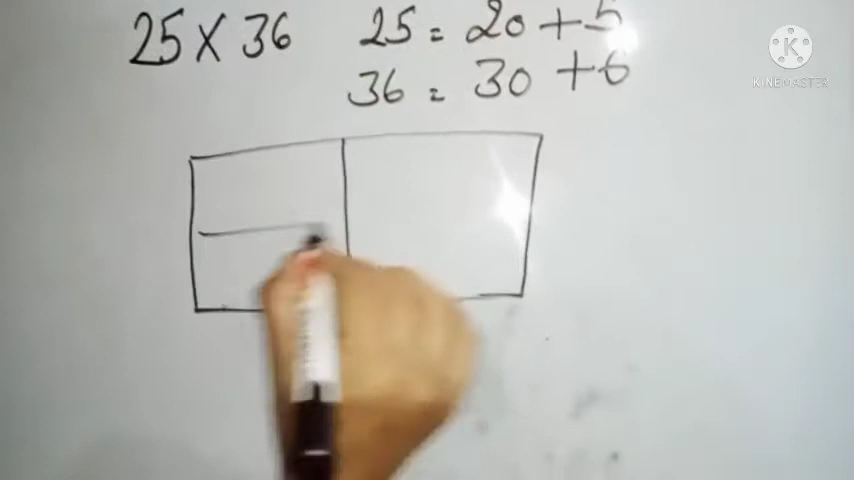 25 × 36
25 = 20 + 5
36 = 30 + 6
K
KINEMASTER